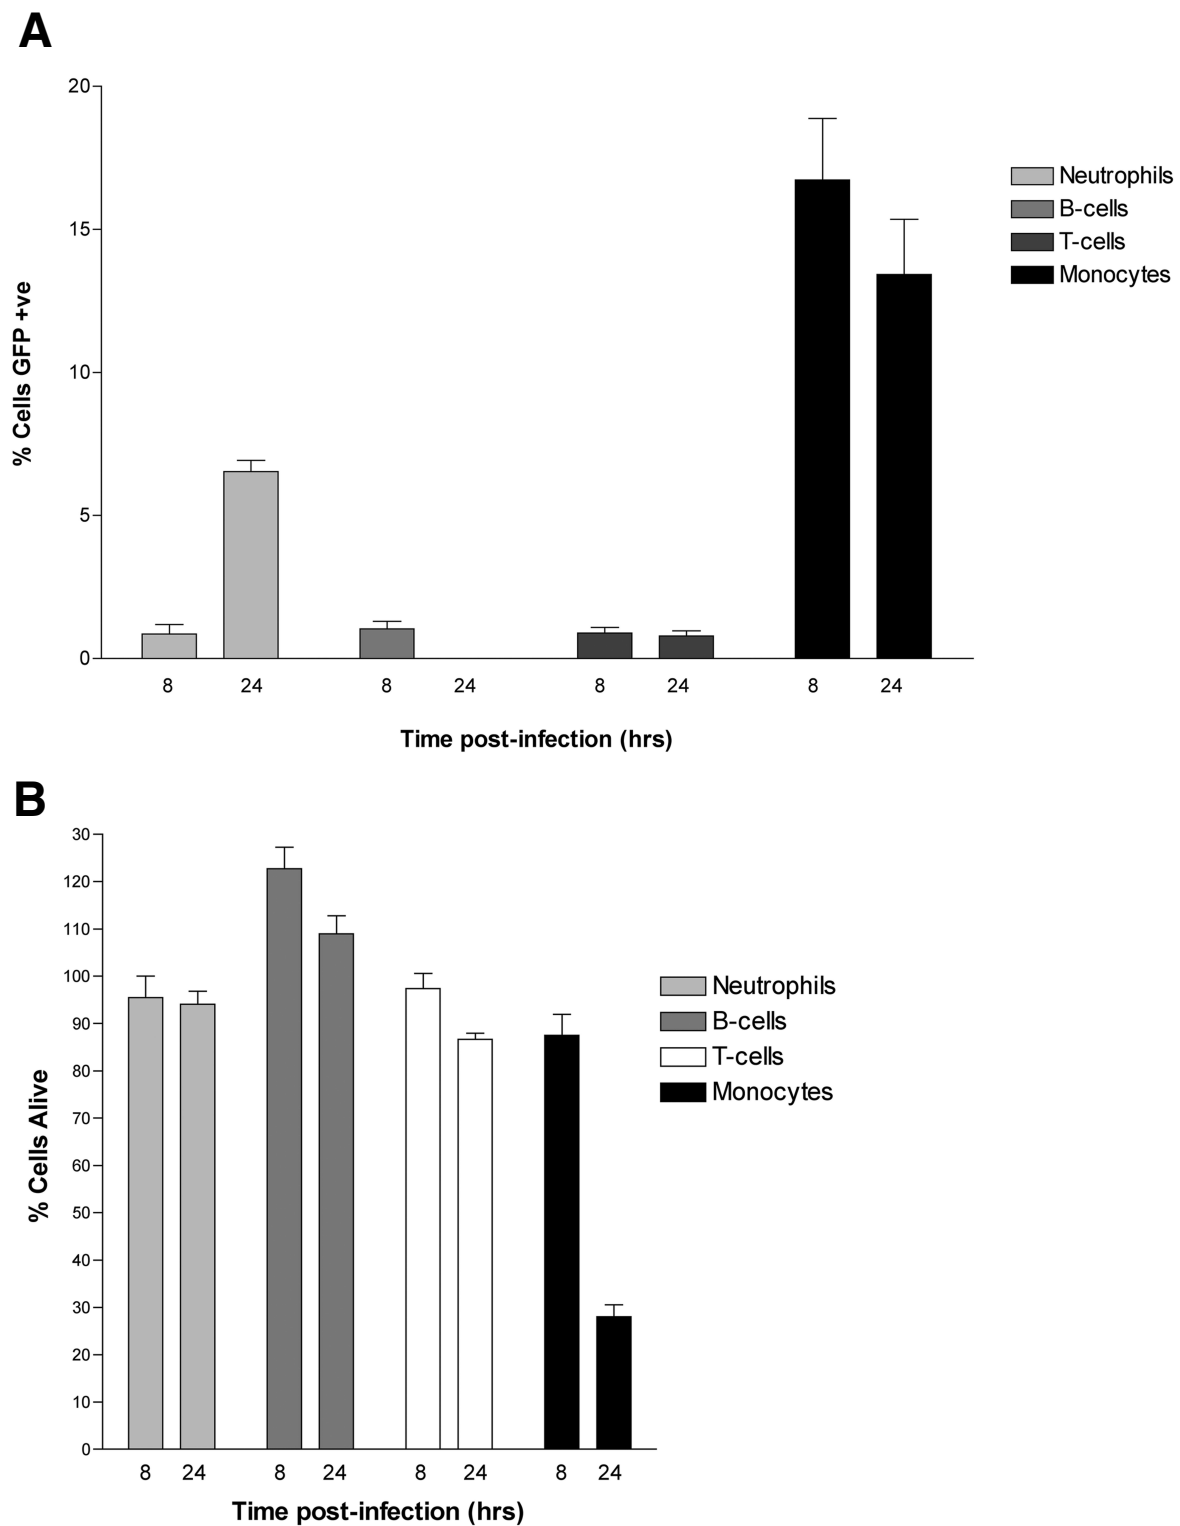 A
20
15
10
5
0
% Cells GFP +ve
8 24 8 24 8 24 8 24
Time post-infection (hrs)
Neutrophils
B-cells
T-cells
Monocytes
B
30
120
110
100
90
80
70
60
50
40
30
20
10
0
% Cells Alive
8 24 8 24 8 24 8 24
Time post-infection (hrs)
Neutrophils
B-cells
T-cells
Monocytes